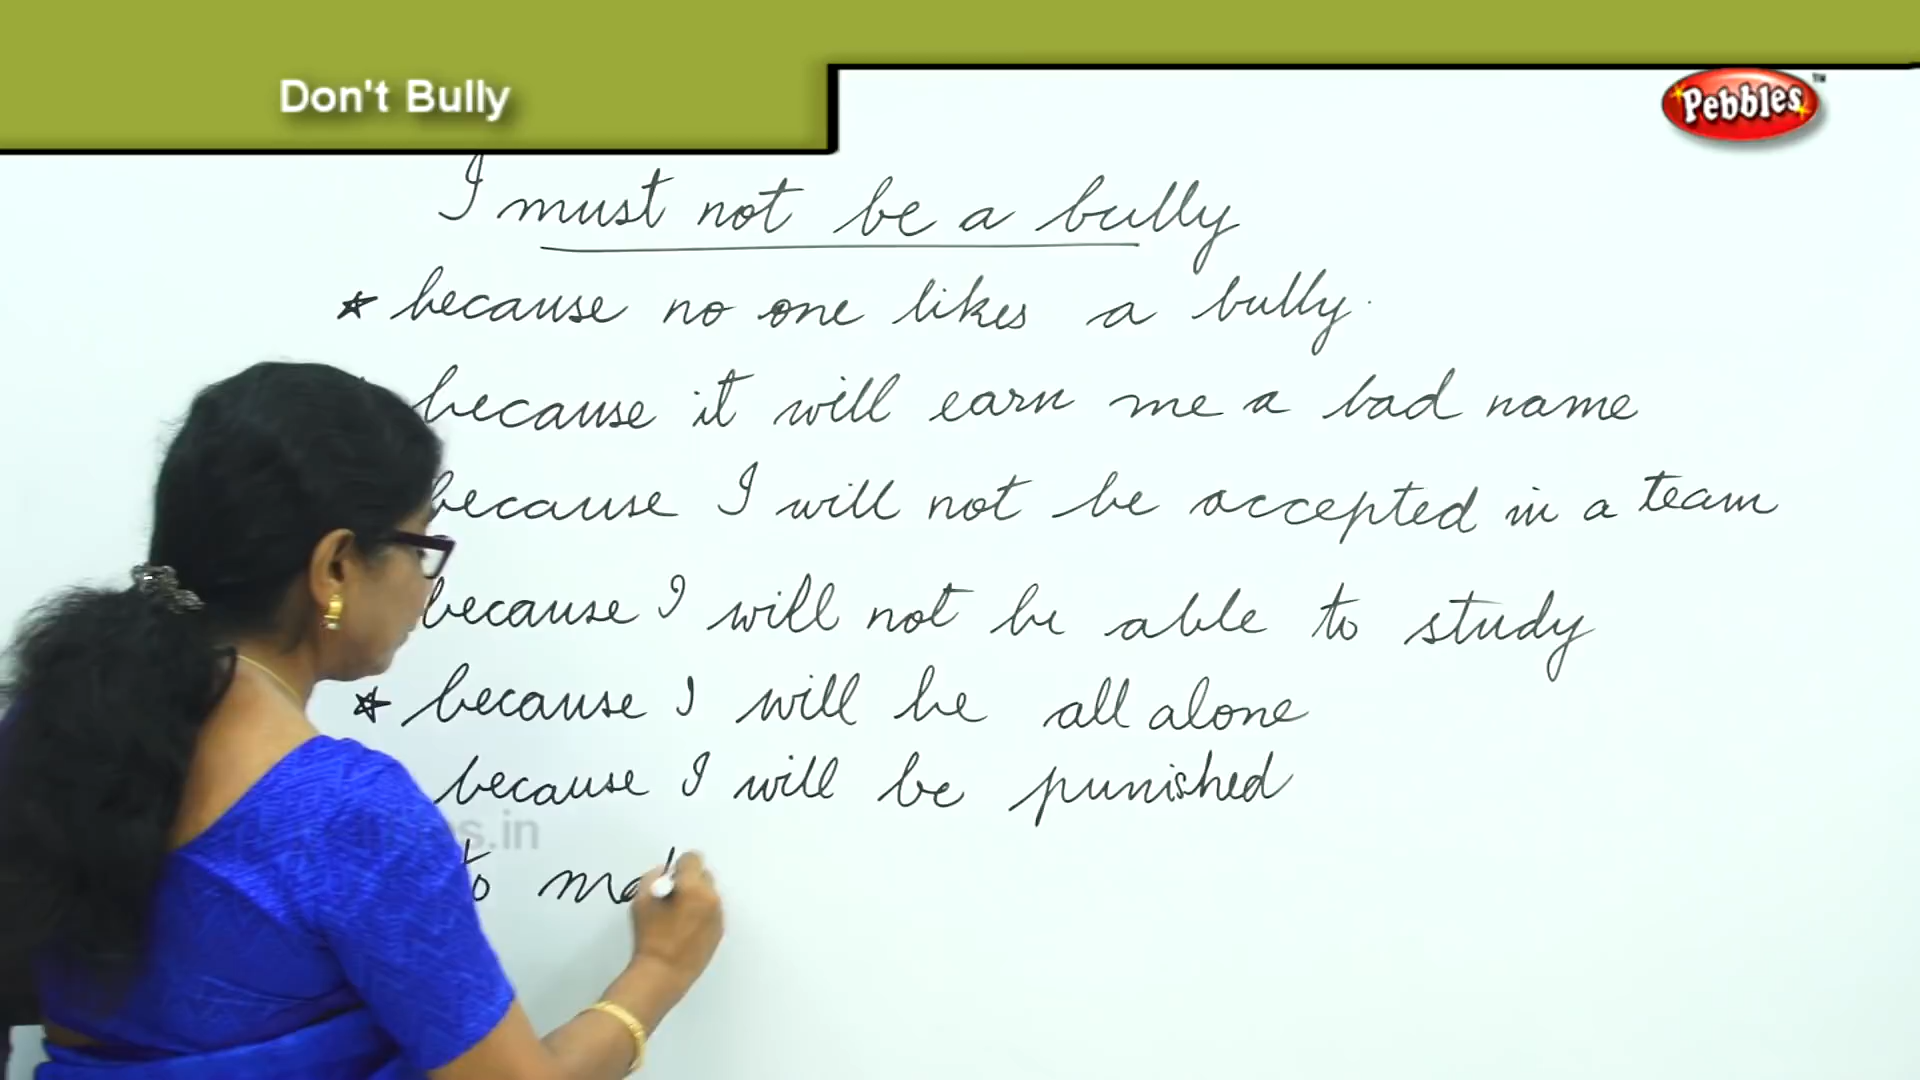 Don't Bully
Pebbles™
I must not be a bully
* because no one likes a bully.
because it will earn me a bad name
because I will not be accepted in a team
because I will not be able to study
* because I will be all alone
because I will be punished
to